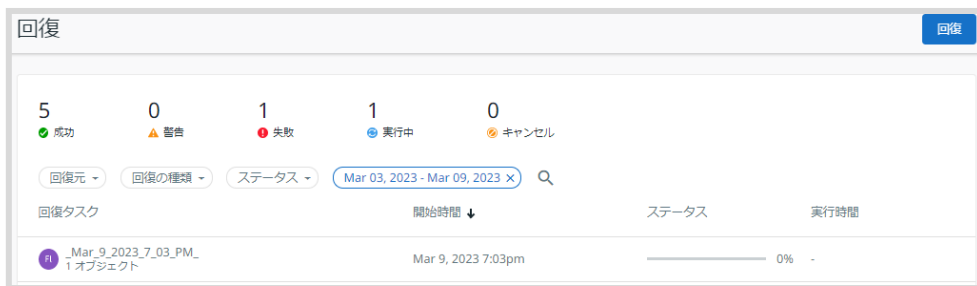 回復
回復
5 0 1 1 0
成功 警告 失敗 実行中 キャンセル
回復元 回復の種類 ステータス Mar 03, 2023 - Mar 09, 2023 ×
回復タスク 開始時間 ↓ ステータス 実行時間
FI _Mar_9_2023_7_03_PM_ Mar 9, 2023 7:03pm 0% -
1 オブジェクト